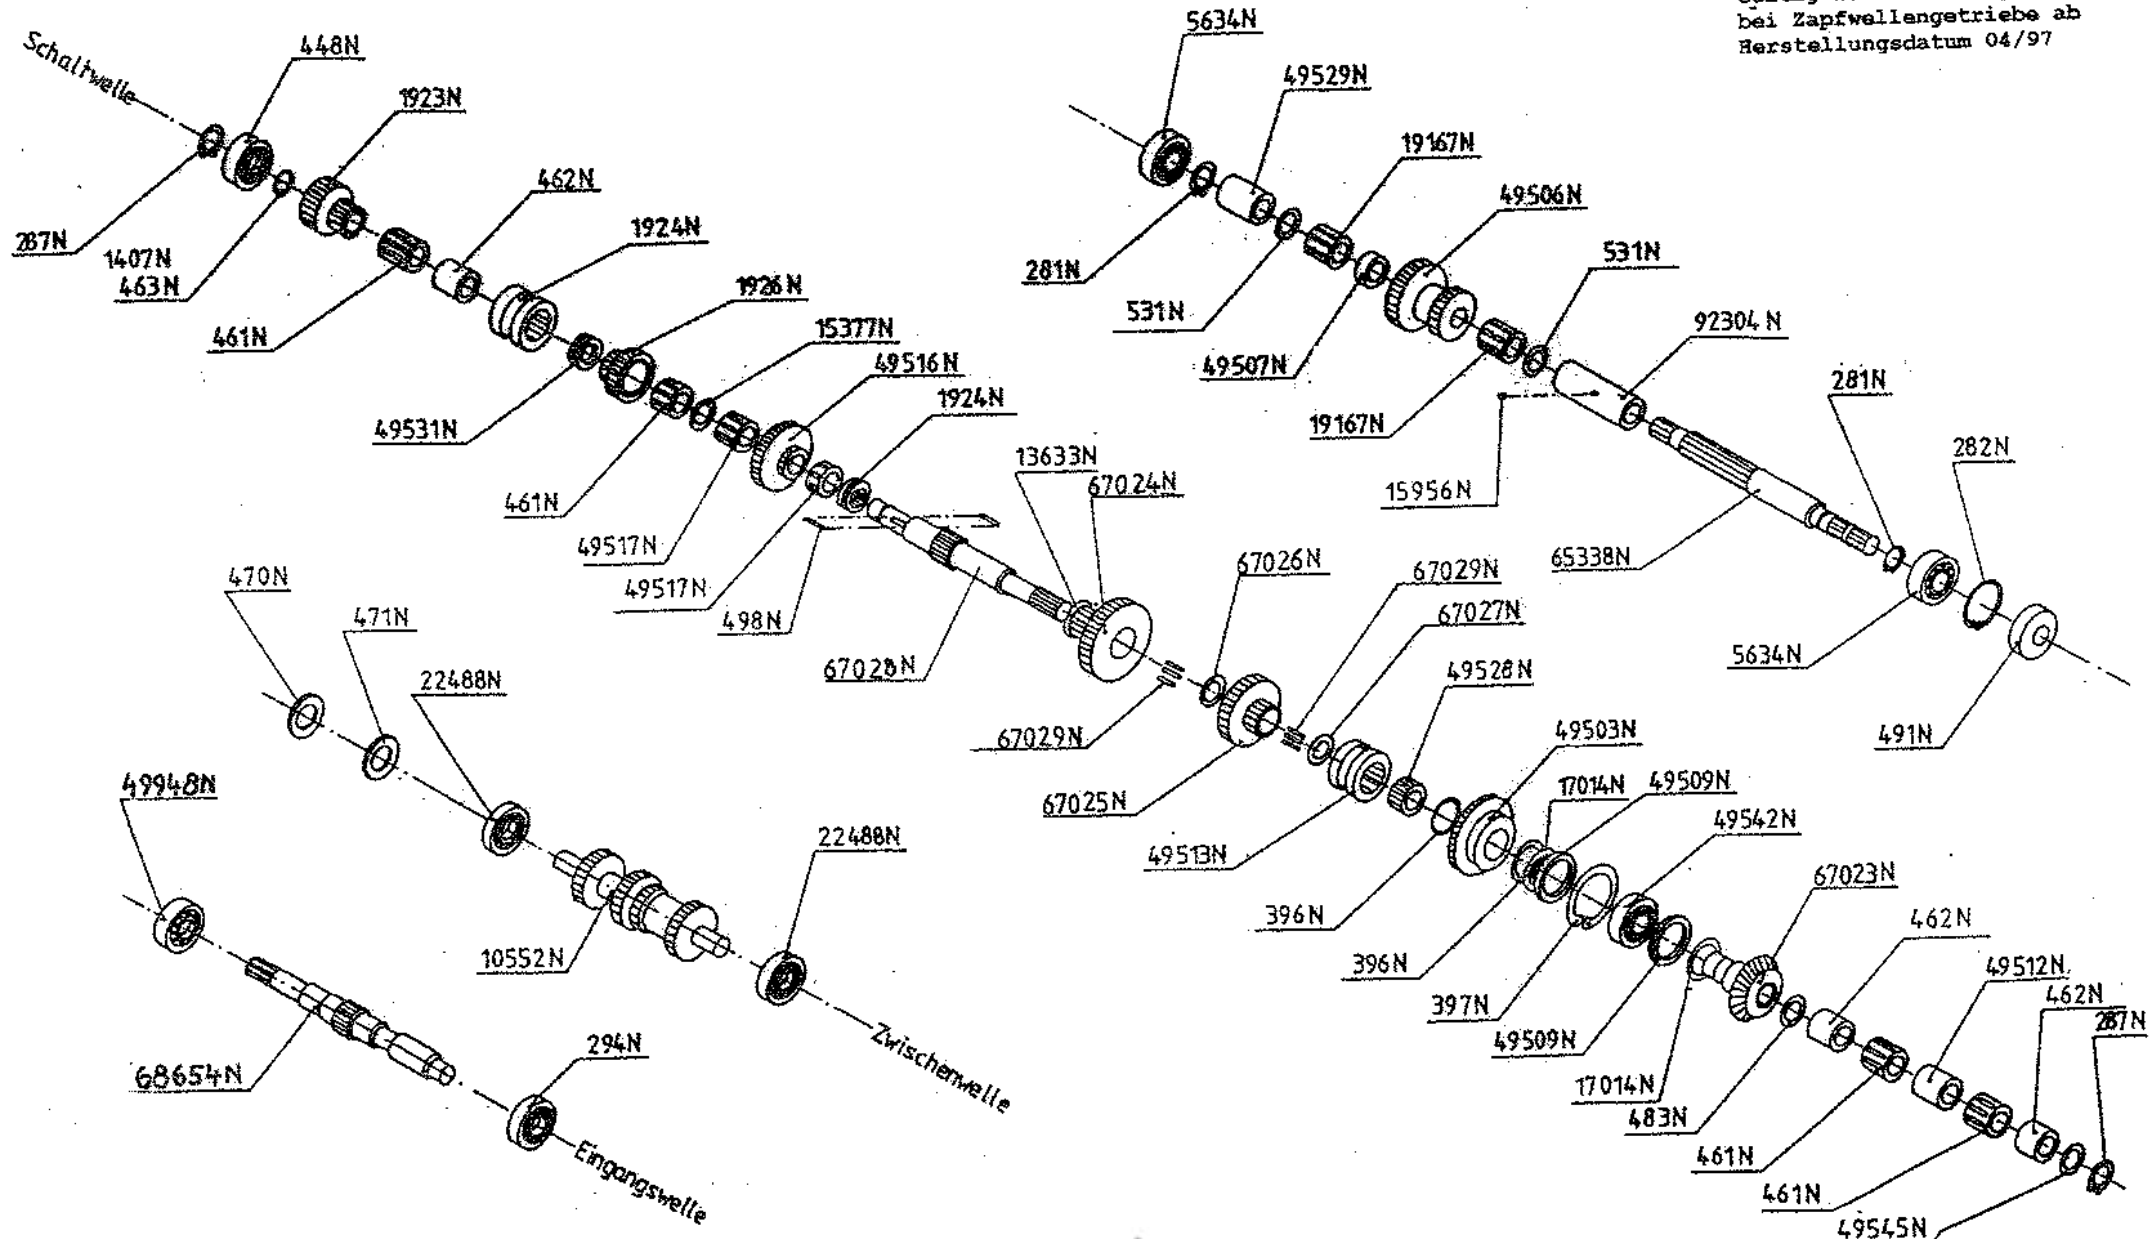 bei Zapfwellengetriebe ab
Herstellungsdatum 04/97
Schaltwelle
448N
1923N
462N
1924N
1926N
15377N
49516N
1924N
287N
1407N
463N
461N
49531N
461N
49517N
49517N
498N
67028N
13633N
67024N
5634N
49529N
19167N
49506N
531N
92304N
281N
282N
281N
531N
49507N
19167N
15956N
65338N
5634N
491N
67026N
67029N
67027N
49528N
49503N
17014N
49509N
49542N
67023N
462N
49512N
462N
287N
67029N
67025N
49513N
396N
396N
397N
49509N
17014N
483N
461N
461N
49545N
470N
471N
22488N
22488N
10552N
Zwischenwelle
49948N
68654N
294N
Eingangswelle